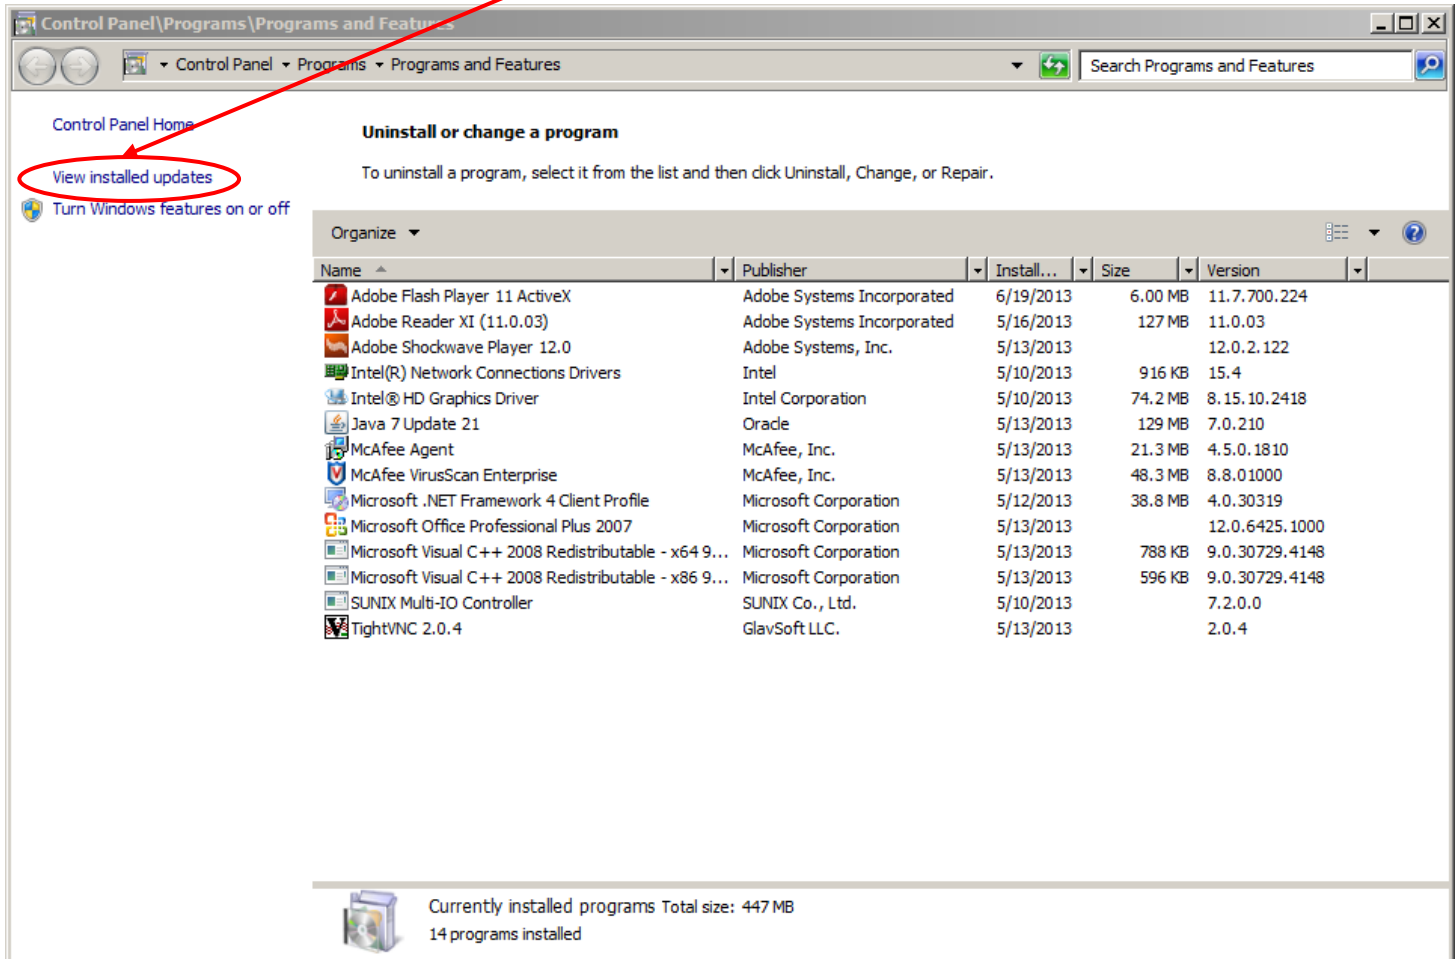 Control Panel\Programs\Programs and Features
Control Panel Programs Programs and Features Search Programs and Features
Control Panel Home
View installed updates
Turn Windows features on or off
Uninstall or change a program
To uninstall a program, select it from the list and then click Uninstall, Change, or Repair.
Organize
Name Publisher Install... Size Version
Adobe Flash Player 11 ActiveX Adobe Systems Incorporated 6/19/2013 6.00 MB 11.7.700.224
Adobe Reader XI (11.0.03) Adobe Systems Incorporated 5/16/2013 127 MB 11.0.03
Adobe Shockwave Player 12.0 Adobe Systems, Inc. 5/13/2013 12.0.2.122
Intel(R) Network Connections Drivers Intel 5/10/2013 916 KB 15.4
Intel® HD Graphics Driver Intel Corporation 5/10/2013 74.2 MB 8.15.10.2418
Java 7 Update 21 Oracle 5/13/2013 129 MB 7.0.210
McAfee Agent McAfee, Inc. 5/13/2013 21.3 MB 4.5.0.1810
McAfee VirusScan Enterprise McAfee, Inc. 5/13/2013 48.3 MB 8.8.01000
Microsoft .NET Framework 4 Client Profile Microsoft Corporation 5/12/2013 38.8 MB 4.0.30319
Microsoft Office Professional Plus 2007 Microsoft Corporation 5/13/2013 12.0.6425.1000
Microsoft Visual C++ 2008 Redistributable - x64 9... Microsoft Corporation 5/13/2013 788 KB 9.0.30729.4148
Microsoft Visual C++ 2008 Redistributable - x86 9... Microsoft Corporation 5/13/2013 596 KB 9.0.30729.4148
SUNIX Multi-IO Controller SUNIX Co., Ltd. 5/10/2013 7.2.0.0
TightVNC 2.0.4 GlavSoft LLC. 5/13/2013 2.0.4
Currently installed programs Total size: 447 MB
14 programs installed